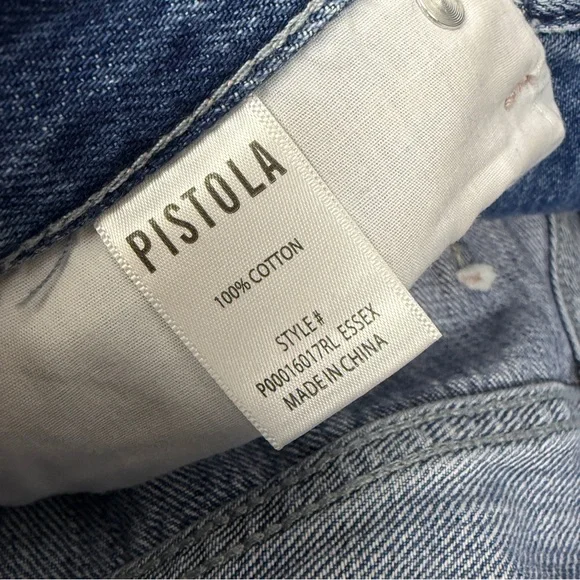 PISTOLA
100% COTTON
STYLE#
P00016017RL ESSEX
MADE IN CHINA